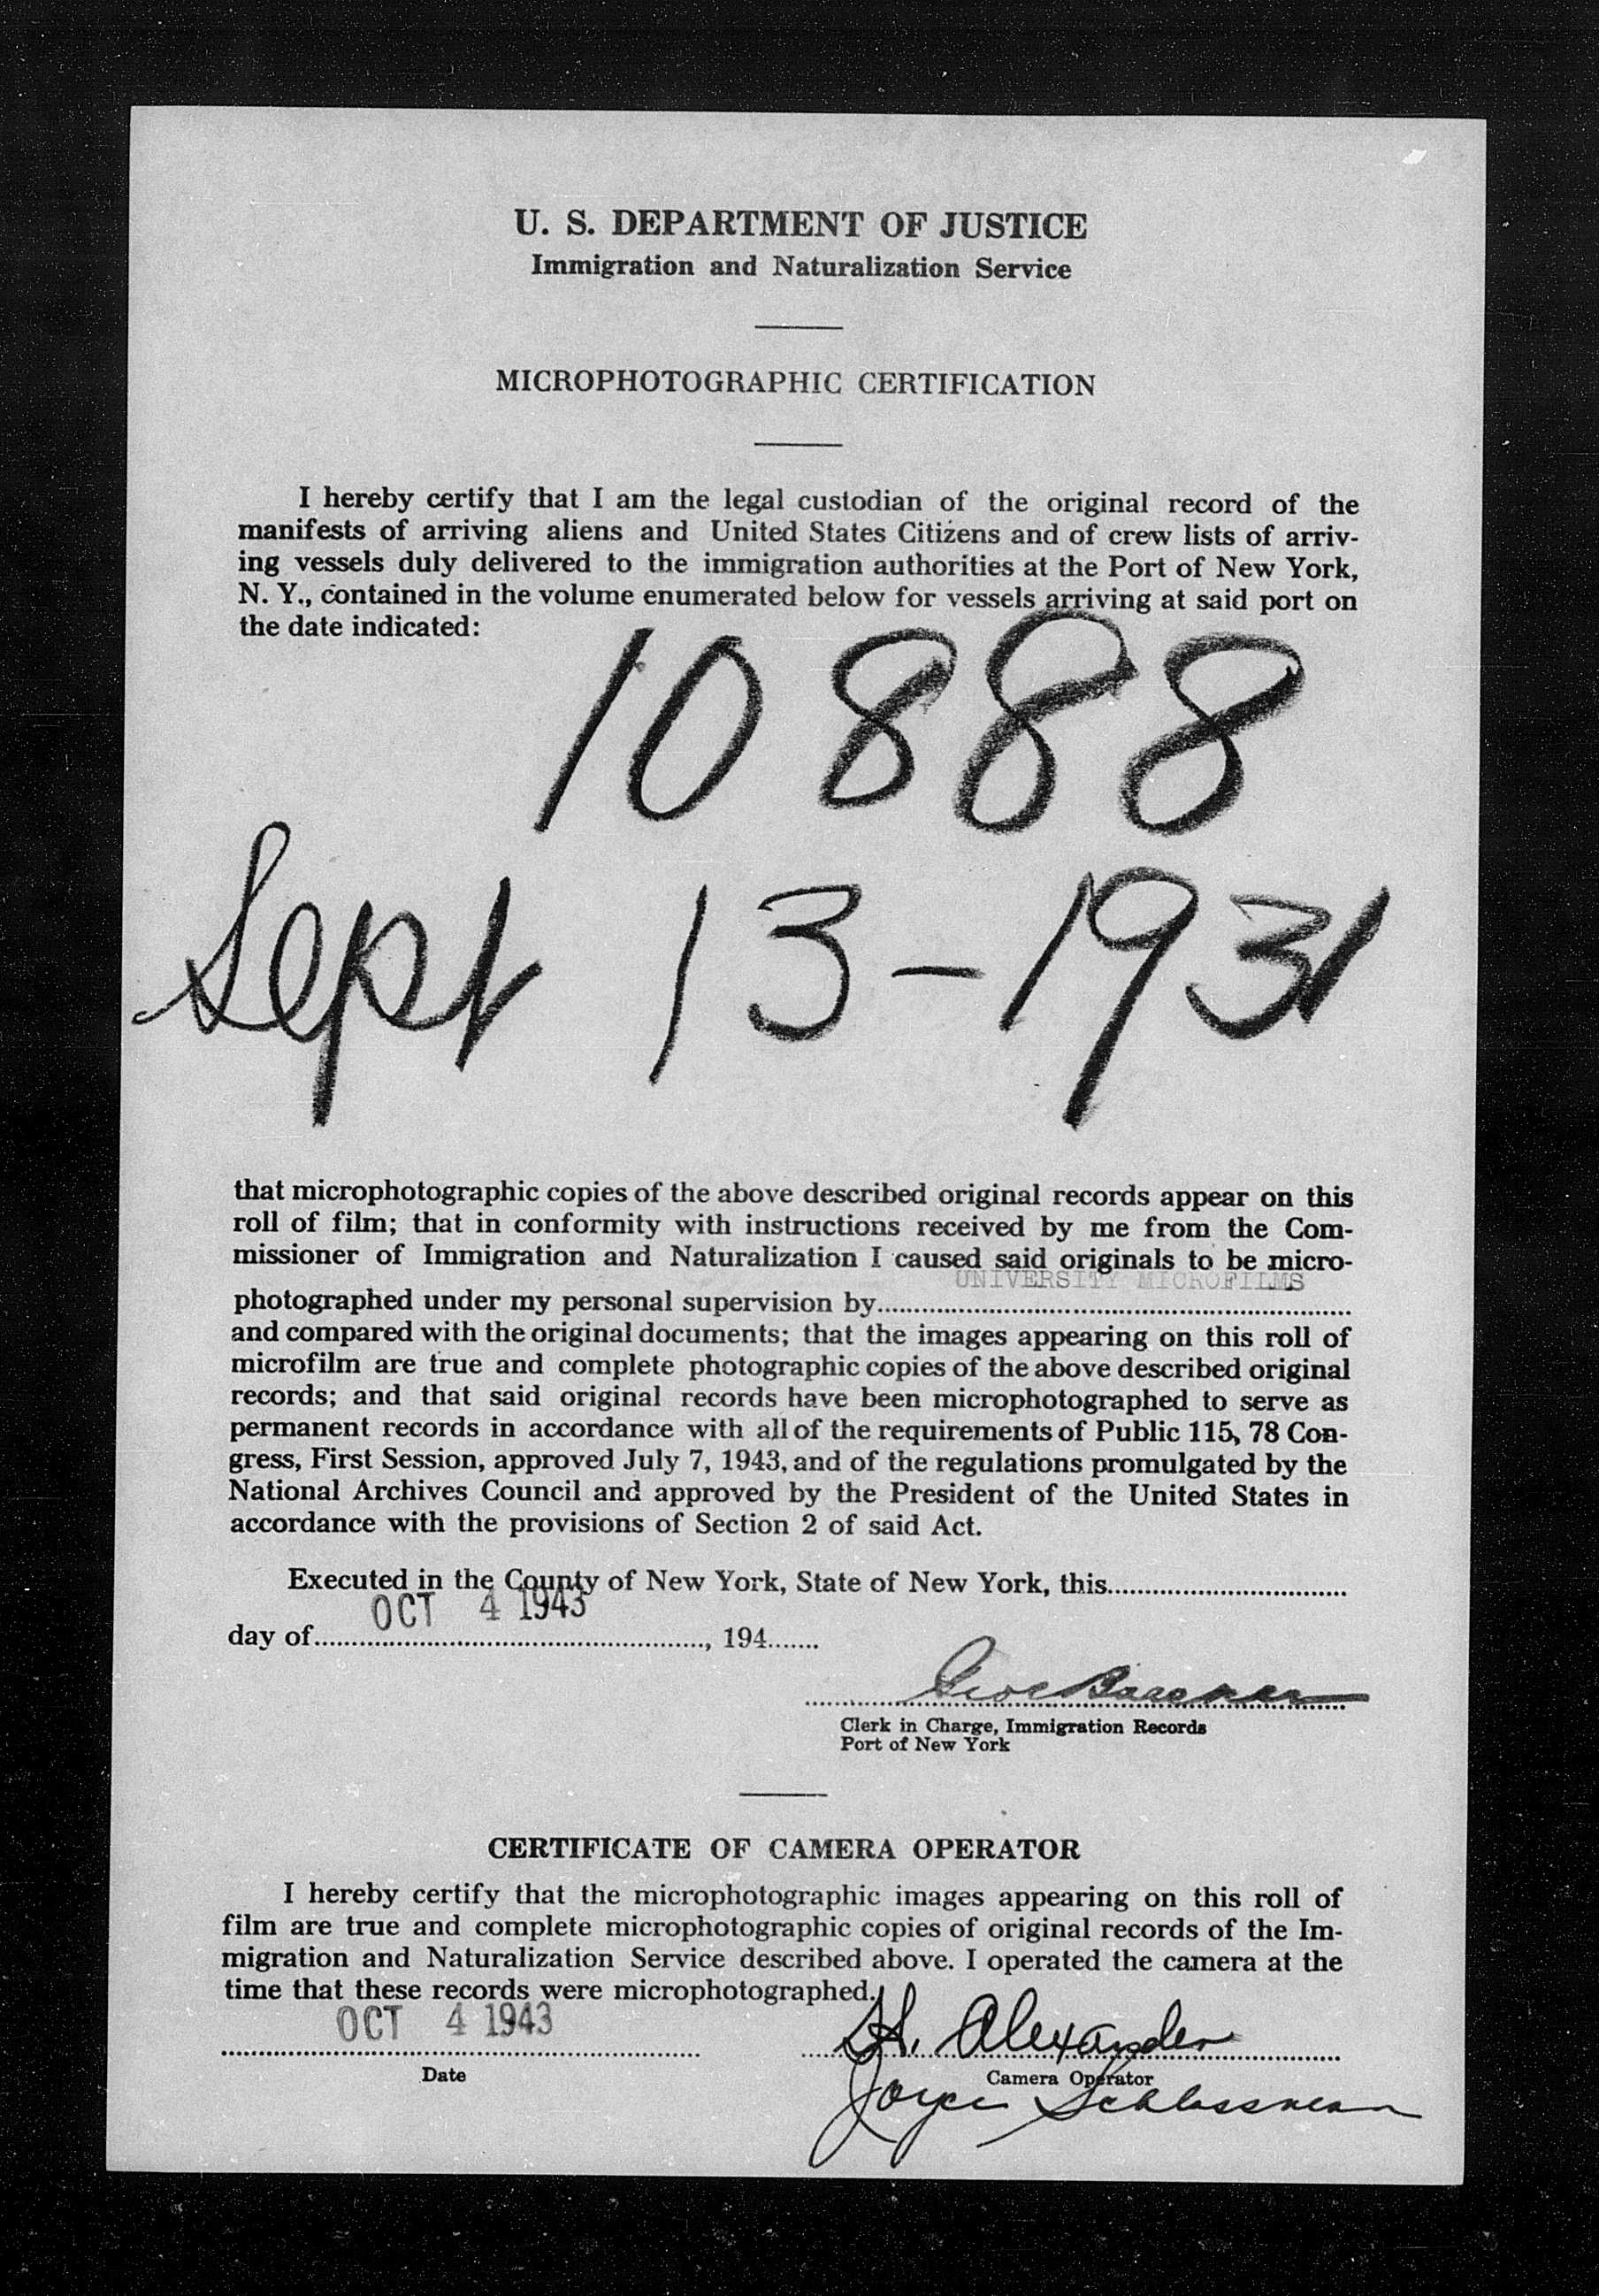 U. S. DEPARTMENT OF JUSTICE
Immigration and Naturalization Service
MICROPHOTOGRAPHIC CERTIFICATION
I hereby certify that I am the legal custodian of the original record of the
manifests of arriving aliens and United States Citizens and of crew lists of arriv-
ing vessels duly delivered to the immigration authorities at the Port of New York,
N. Y., contained in the volume enumerated below for vessels arriving at said port on
the date indicated:
10888
Sept 13-1931
that microphotographic copies of the above described original records appear on this
roll of film; that in conformity with instructions received by me from the Com-
missioner of Immigration and Naturalization I caused said originals to be micro-
UNIVERSITY MICROFILMS
photographed under my personal supervision by
and compared with the original documents; that the images appearing on this roll of
microfilm are true and complete photographic copies of the above described original
records; and that said original records have been microphotographed to serve as
permanent records in accordance with all of the requirements of Public 115, 78 Con-
gress, First Session, approved July 7, 1943, and of the regulations promulgated by the
National Archives Council and approved by the President of the United States in
accordance with the provisions of Section 2 of said Act.
Executed in the County of New York, State of New York, this
OCT 4 1943
day of , 194
Clerk in Charge, Immigration Records
Port of New York
CERTIFICATE OF CAMERA OPERATOR
I hereby certify that the microphotographic images appearing on this roll of
film are true and complete microphotographic copies of original records of the Im-
migration and Naturalization Service described above. I operated the camera at the
time that these records were microphotographed.
OCT 4 1943
H. Alexander
Date
Camera Operator
Joyce